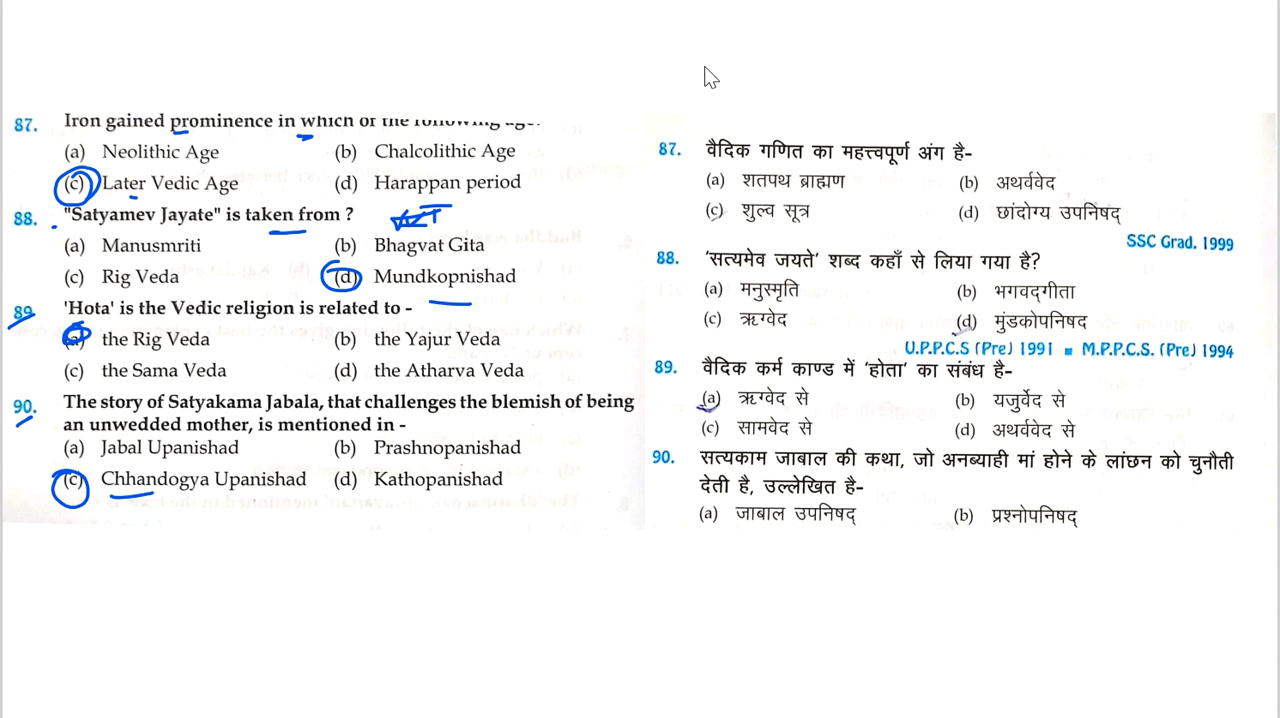 87. Iron gained prominence in which of the following age?
(a) Neolithic Age (b) Chalcolithic Age
(c) Later Vedic Age (d) Harappan period
88. "Satyamev Jayate" is taken from ?
(a) Manusmriti (b) Bhagvat Gita
(c) Rig Veda (d) Mundkopnishad
89. 'Hota' is the Vedic religion is related to -
(a) the Rig Veda (b) the Yajur Veda
(c) the Sama Veda (d) the Atharva Veda
90. The story of Satyakama Jabala, that challenges the blemish of being
an unwedded mother, is mentioned in -
(a) Jabal Upanishad (b) Prashnopanishad
(c) Chhandogya Upanishad (d) Kathopanishad
87. वैदिक गणित का महत्त्वपूर्ण अंग है-
(a) शतपथ ब्राह्मण (b) अथर्ववेद
(c) शुल्व सूत्र (d) छांदोग्य उपनिषद्
SSC Grad. 1999
88. 'सत्यमेव जयते' शब्द कहाँ से लिया गया है?
(a) मनुस्मृति (b) भगवद्गीता
(c) ऋग्वेद (d) मुंडकोपनिषद
U.P.P.C.S (Pre) 1991 ▪ M.P.P.C.S. (Pre) 1994
89. वैदिक कर्म काण्ड में 'होता' का संबंध है-
(a) ऋग्वेद से (b) यजुर्वेद से
(c) सामवेद से (d) अथर्ववेद से
90. सत्यकाम जाबाल की कथा, जो अनब्याही मां होने के लांछन को चुनौती
देती है, उल्लेखित है-
(a) जाबाल उपनिषद् (b) प्रश्नोपनिषद्